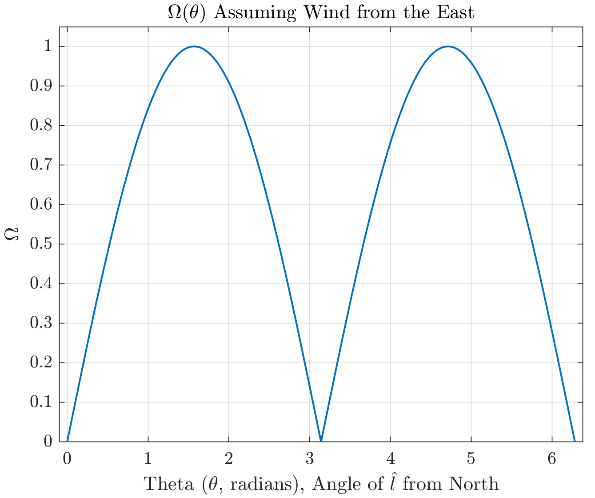 Ω(θ) Assuming Wind from the East
1
0.9
0.8
0.7
0.6
0.5
0.4
0.3
0.2
0.1
0
Ω
0 1 2 3 4 5 6
Theta (θ, radians), Angle of l̂ from North